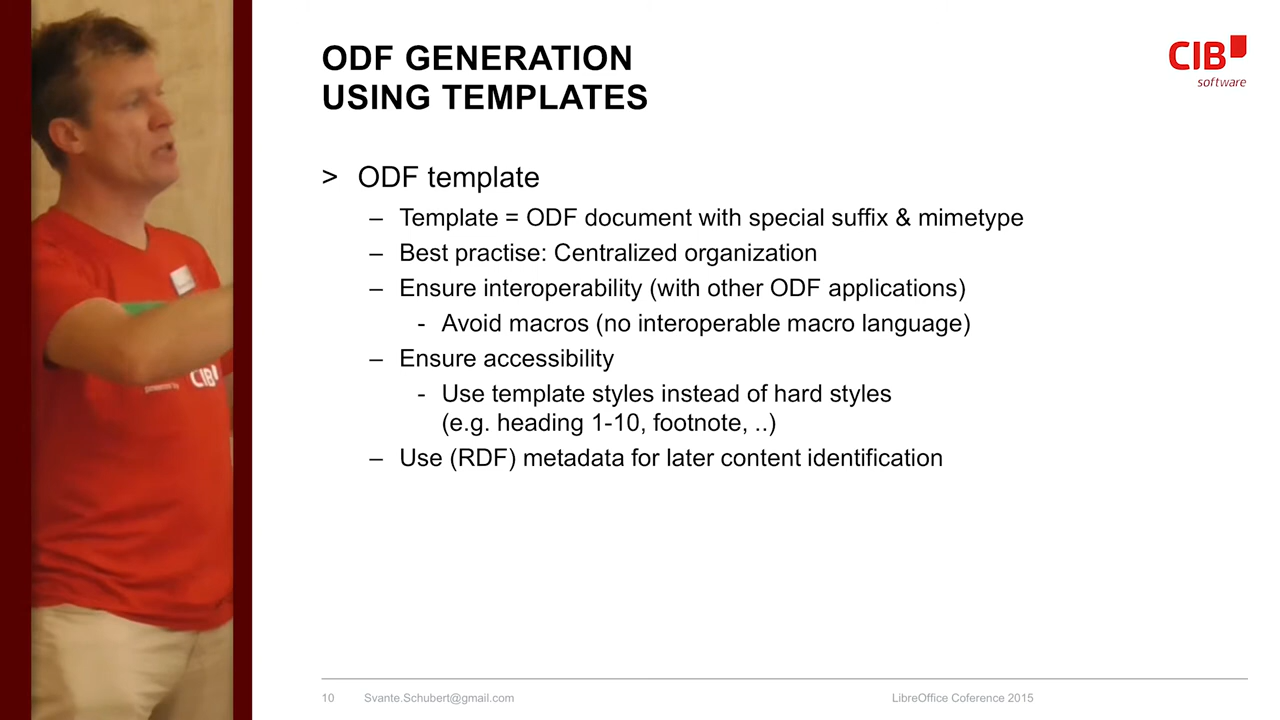 ODF GENERATION
USING TEMPLATES
CIB
software
> ODF template
– Template = ODF document with special suffix & mimetype
– Best practise: Centralized organization
– Ensure interoperability (with other ODF applications)
- Avoid macros (no interoperable macro language)
– Ensure accessibility
- Use template styles instead of hard styles
(e.g. heading 1-10, footnote, ..)
– Use (RDF) metadata for later content identification
powered by CIB
10 Svante.Schubert@gmail.com LibreOffice Coference 2015